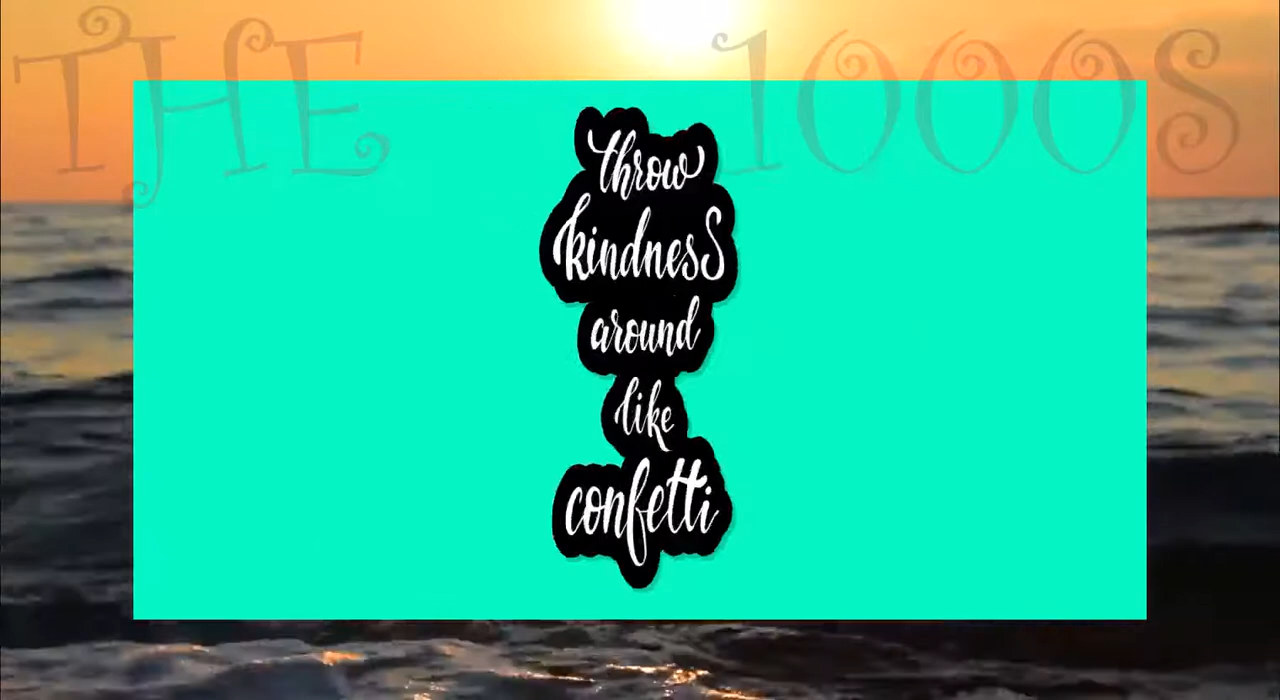 THE 1000S
throw
kindness
around
like
confetti